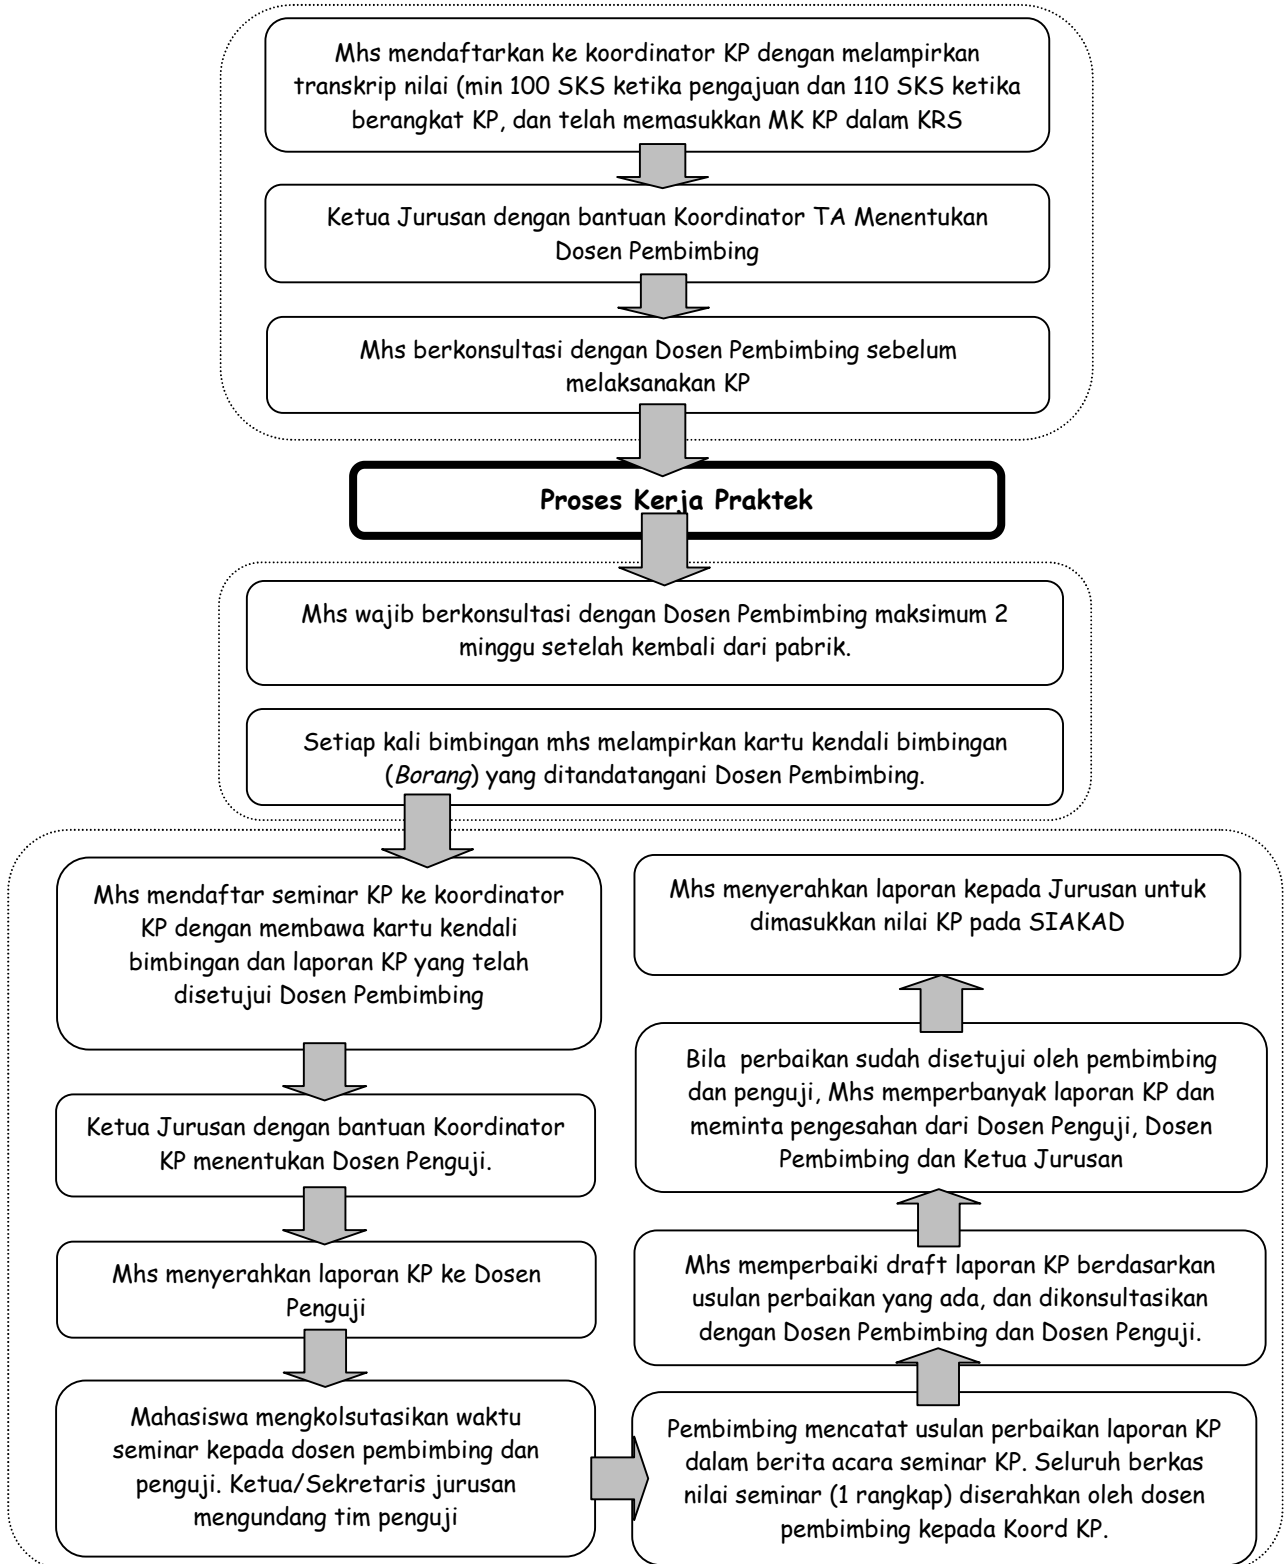 Mhs mendaftarkan ke koordinator KP dengan melampirkan
transkrip nilai (min 100 SKS ketika pengajuan dan 110 SKS ketika
berangkat KP, dan telah memasukkan MK KP dalam KRS
Ketua Jurusan dengan bantuan Koordinator TA Menentukan
Dosen Pembimbing
Mhs berkonsultasi dengan Dosen Pembimbing sebelum
melaksanakan KP
Proses Kerja Praktek
Mhs wajib berkonsultasi dengan Dosen Pembimbing maksimum 2
minggu setelah kembali dari pabrik.
Setiap kali bimbingan mhs melampirkan kartu kendali bimbingan
(Borang) yang ditandatangani Dosen Pembimbing.
Mhs mendaftar seminar KP ke koordinator
KP dengan membawa kartu kendali
bimbingan dan laporan KP yang telah
disetujui Dosen Pembimbing
Ketua Jurusan dengan bantuan Koordinator
KP menentukan Dosen Penguji.
Mhs menyerahkan laporan KP ke Dosen
Penguji
Mahasiswa mengkolsutasikan waktu
seminar kepada dosen pembimbing dan
penguji. Ketua/Sekretaris jurusan
mengundang tim penguji
Pembimbing mencatat usulan perbaikan laporan KP
dalam berita acara seminar KP. Seluruh berkas
nilai seminar (1 rangkap) diserahkan oleh dosen
pembimbing kepada Koord KP.
Mhs memperbaiki draft laporan KP berdasarkan
usulan perbaikan yang ada, dan dikonsultasikan
dengan Dosen Pembimbing dan Dosen Penguji.
Bila perbaikan sudah disetujui oleh pembimbing
dan penguji, Mhs memperbanyak laporan KP dan
meminta pengesahan dari Dosen Penguji, Dosen
Pembimbing dan Ketua Jurusan
Mhs menyerahkan laporan kepada Jurusan untuk
dimasukkan nilai KP pada SIAKAD